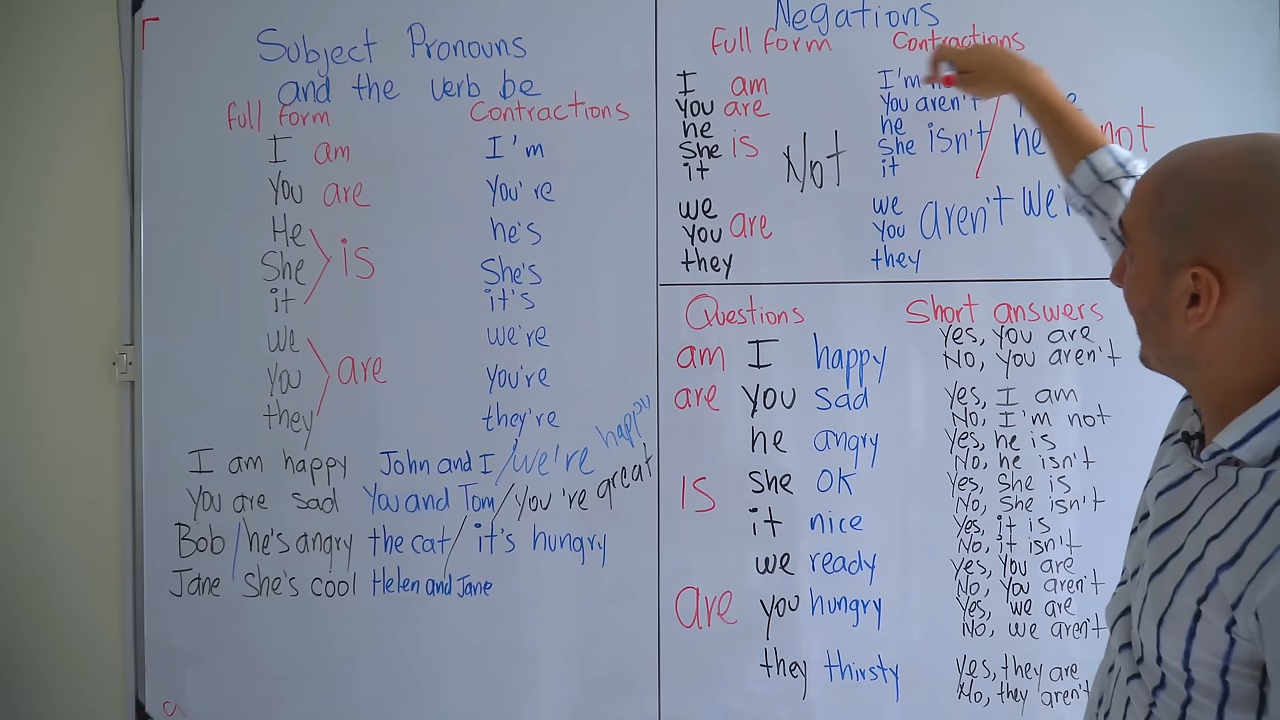 Subject Pronouns
and the verb be
full form Contractions
I am I'm
You are You're
He he's
She is She's
it it's
we we're
You are you're
they they're
I am happy John and I / we're happy
You are sad You and Tom / you're great
Bob / he's angry the cat / it's hungry
Jane she's cool Helen and Jane
Negations
full form Contractions
I am I'm
you are You aren't
he he
she is she isn't / he not
it it
Not
we we
you are you aren't
they they
Questions Short answers
am I happy Yes, you are
No, you aren't
are you sad Yes, I am
No, I'm not
he angry Yes, he is
No, he isn't
Is she OK Yes, she is
No, she isn't
it nice Yes, it is
No, it isn't
we ready Yes, you are
No, you aren't
are you hungry Yes, we are
No, we aren't
they thirsty Yes, they are
No, they aren't